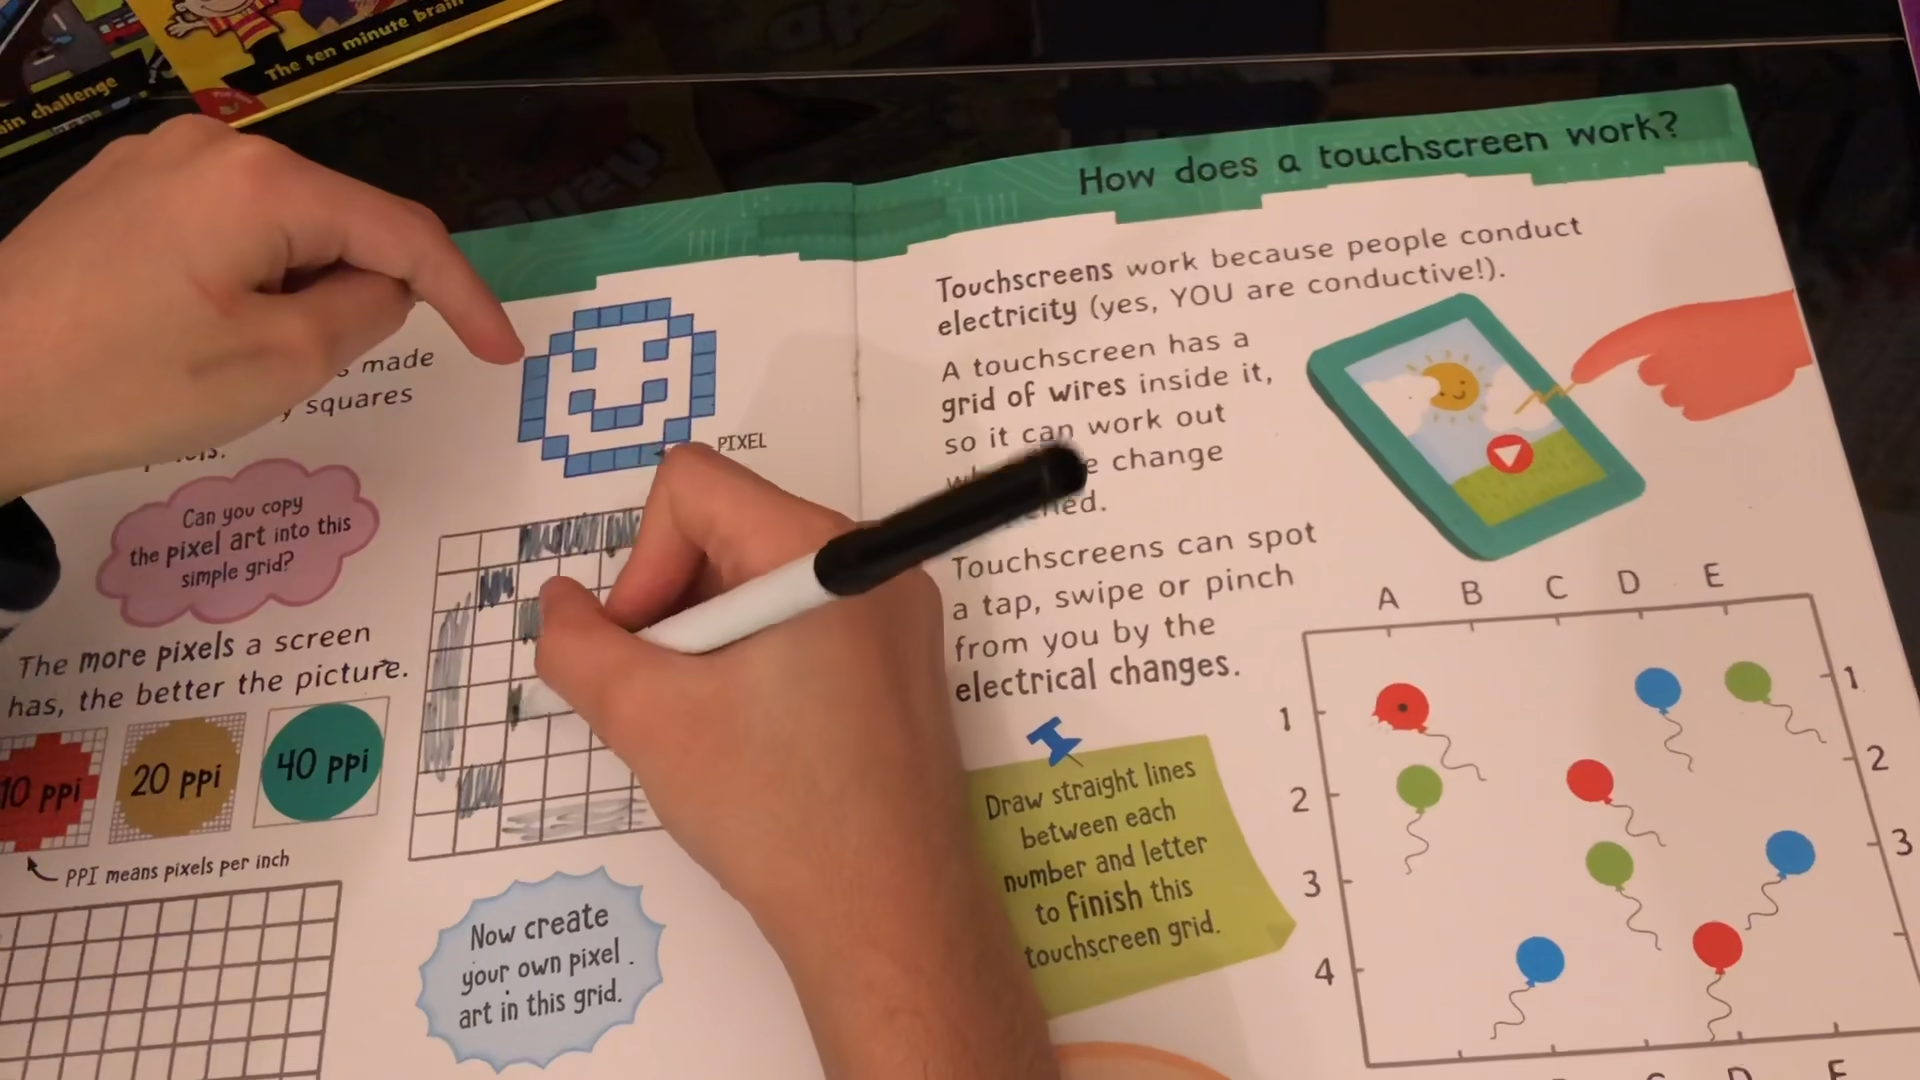 ain challenge
The ten minute brain
made
squares
PIXEL
Can you copy
the pixel art into this
simple grid?
The more pixels a screen
has, the better the picture.
10 ppi
20 ppi
40 ppi
PPI means pixels per inch
Now create
your own pixel
art in this grid.
How does a touchscreen work?
Touchscreens work because people conduct
electricity (yes, YOU are conductive!).
A touchscreen has a
grid of wires inside it,
so it can work out
change
Touchscreens can spot
a tap, swipe or pinch
from you by the
electrical changes.
Draw straight lines
between each
number and letter
to finish this
touchscreen grid.
A B C D E
1 1
2 2
3 3
4
D E